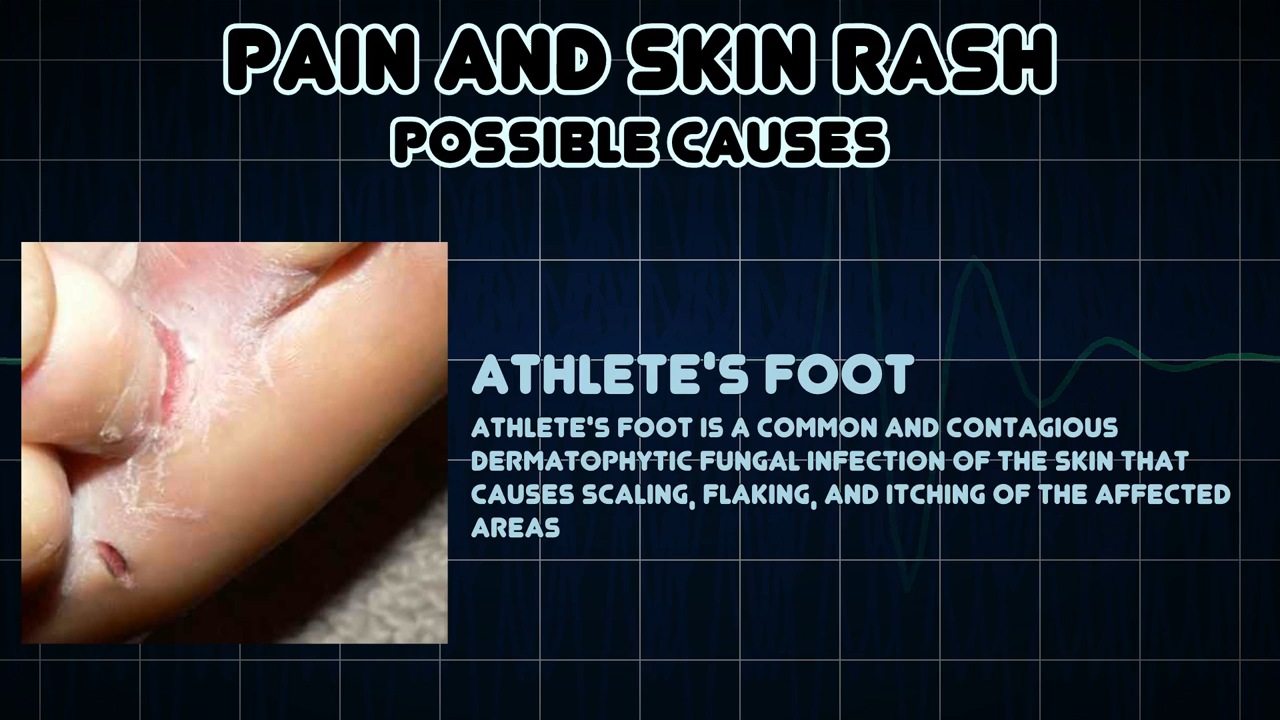 PAIN AND SKIN RASH
POSSIBLE CAUSES
ATHLETE'S FOOT
ATHLETE'S FOOT IS A COMMON AND CONTAGIOUS
DERMATOPHYTIC FUNGAL INFECTION OF THE SKIN THAT
CAUSES SCALING, FLAKING, AND ITCHING OF THE AFFECTED
AREAS